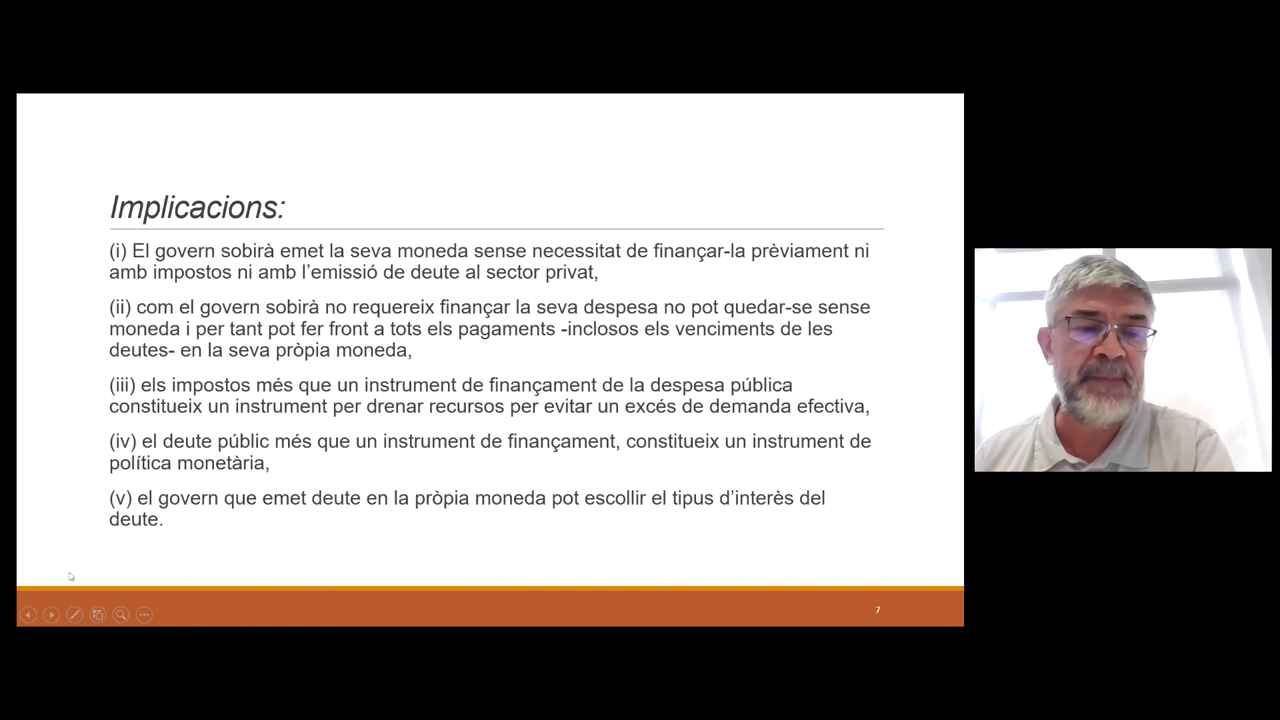 Implicacions:
(i) El govern sobirà emet la seva moneda sense necessitat de finançar-la prèviament ni
amb impostos ni amb l'emissió de deute al sector privat,
(ii) com el govern sobirà no requereix finançar la seva despesa no pot quedar-se sense
moneda i per tant pot fer front a tots els pagaments -inclosos els venciments de les
deutes- en la seva pròpia moneda,
(iii) els impostos més que un instrument de finançament de la despesa pública
constitueix un instrument per drenar recursos per evitar un excés de demanda efectiva,
(iv) el deute públic més que un instrument de finançament, constitueix un instrument de
política monetària,
(v) el govern que emet deute en la pròpia moneda pot escollir el tipus d'interès del
deute.
7